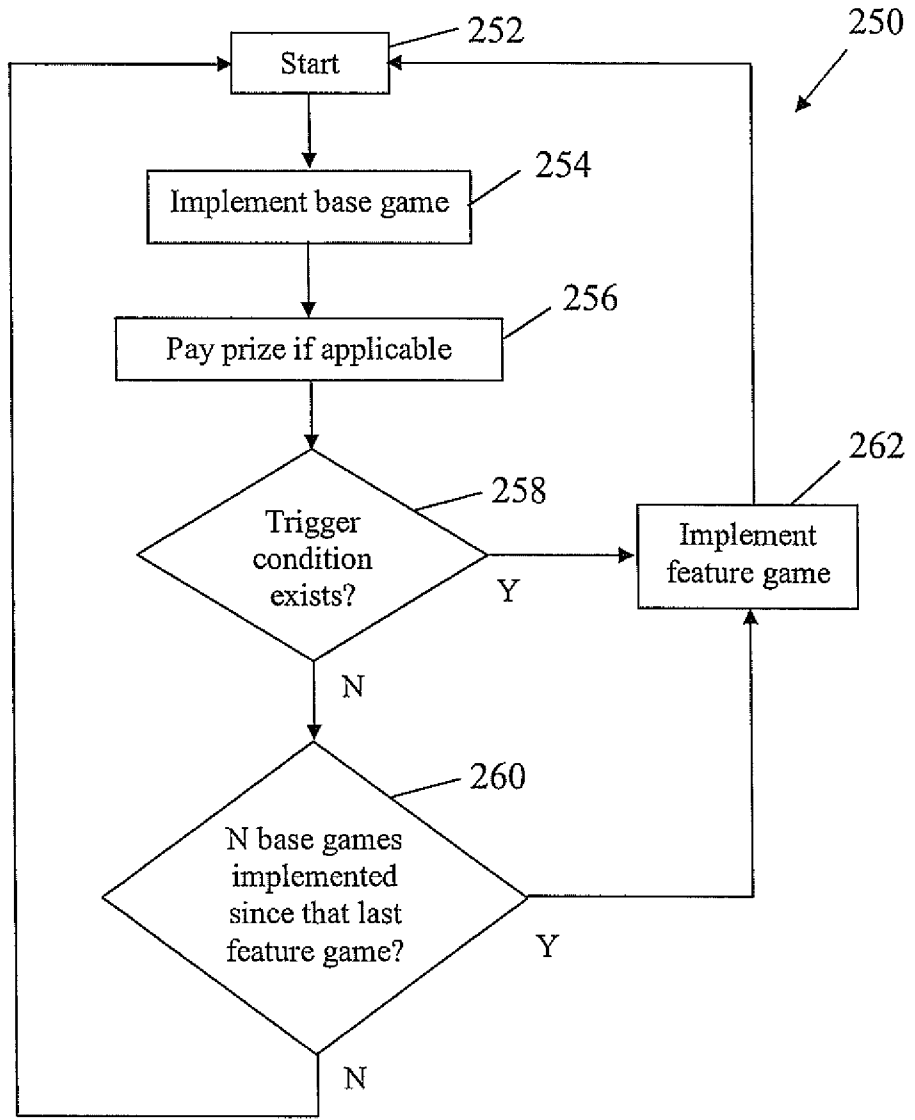 252
250
Start
254
Implement base game
256
Pay prize if applicable
262
258
Trigger
condition
exists?
Implement
feature game
Y
N
260
N base games
implemented
since that last
feature game?
Y
N